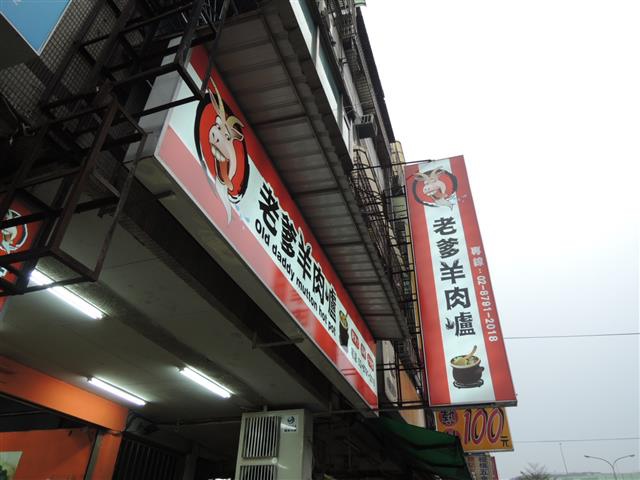 老爹羊肉爐
Old daddy mutton hot pot
老爹羊肉爐
專線:02-8791-2018
100元